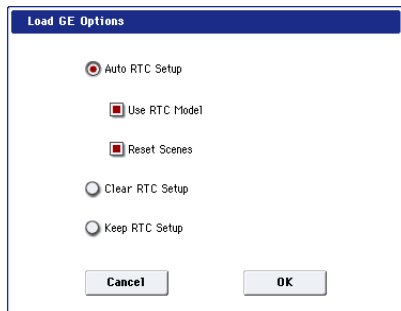 Load GE Options
Auto RTC Setup
Use RTC Model
Reset Scenes
Clear RTC Setup
Keep RTC Setup
Cancel OK